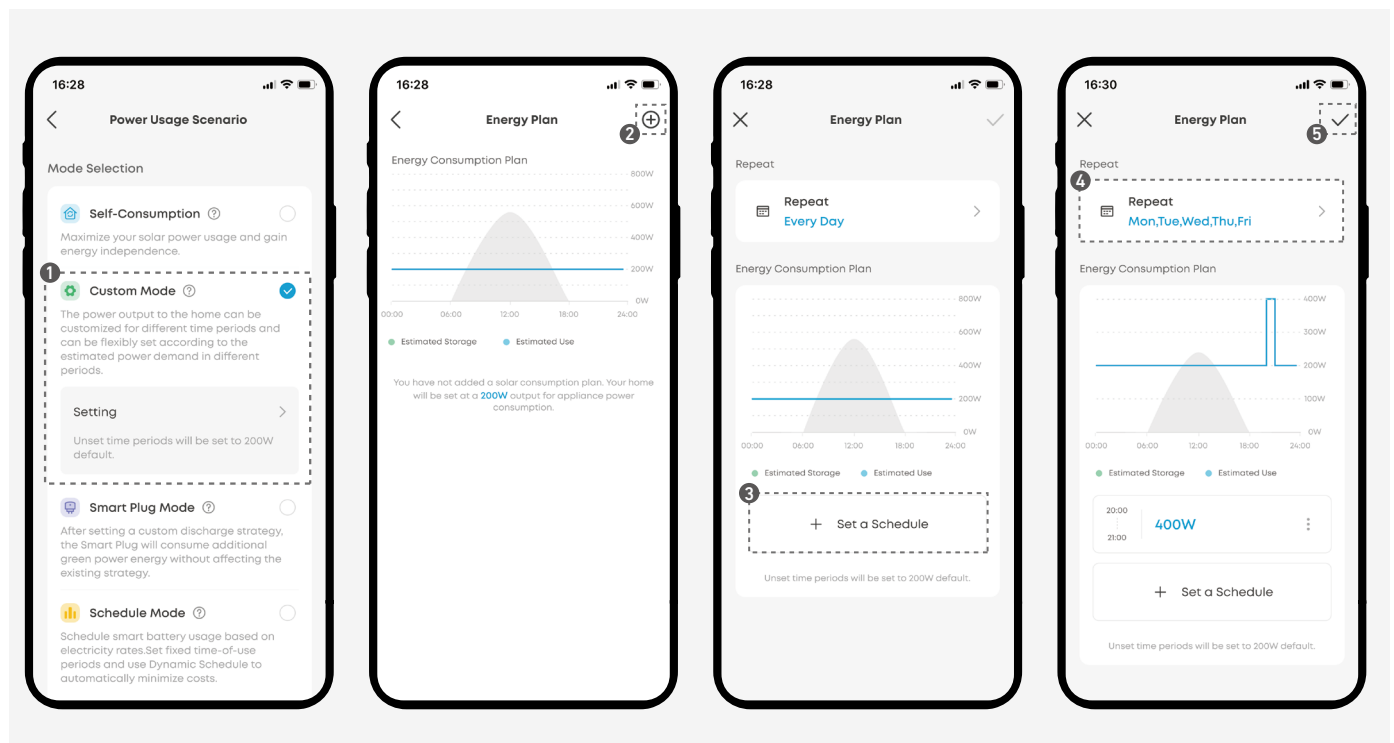 16:28
Power Usage Scenario
Mode Selection
Self-Consumption
Maximize your solar power usage and gain
energy independence.
1
Custom Mode
The power output to the home can be
customized for different time periods and
can be flexibly set according to the
estimated power demand in different
periods.
Setting
Unset time periods will be set to 200W
default.
Smart Plug Mode
After setting a custom discharge strategy,
the Smart Plug will consume additional
green power energy without affecting the
existing strategy.
Schedule Mode
Schedule smart battery usage based on
electricity rates.Set fixed time-of-use
periods and use Dynamic Schedule to
automatically minimize costs.
16:28
Energy Plan
2
Energy Consumption Plan
800W
600W
400W
200W
0W
00:00 06:00 12:00 18:00 24:00
Estimated Storage Estimated Use
You have not added a solar consumption plan. Your home
will be set at a 200W output for appliance power
consumption.
16:28
Energy Plan
Repeat
Repeat
Every Day
Energy Consumption Plan
800W
600W
400W
200W
0W
00:00 06:00 12:00 18:00 24:00
Estimated Storage Estimated Use
3
+ Set a Schedule
Unset time periods will be set to 200W default.
16:30
Energy Plan
5
Repeat
4
Repeat
Mon,Tue,Wed,Thu,Fri
Energy Consumption Plan
400W
300W
200W
100W
0W
00:00 06:00 12:00 18:00 24:00
Estimated Storage Estimated Use
20:00
400W
21:00
+ Set a Schedule
Unset time periods will be set to 200W default.